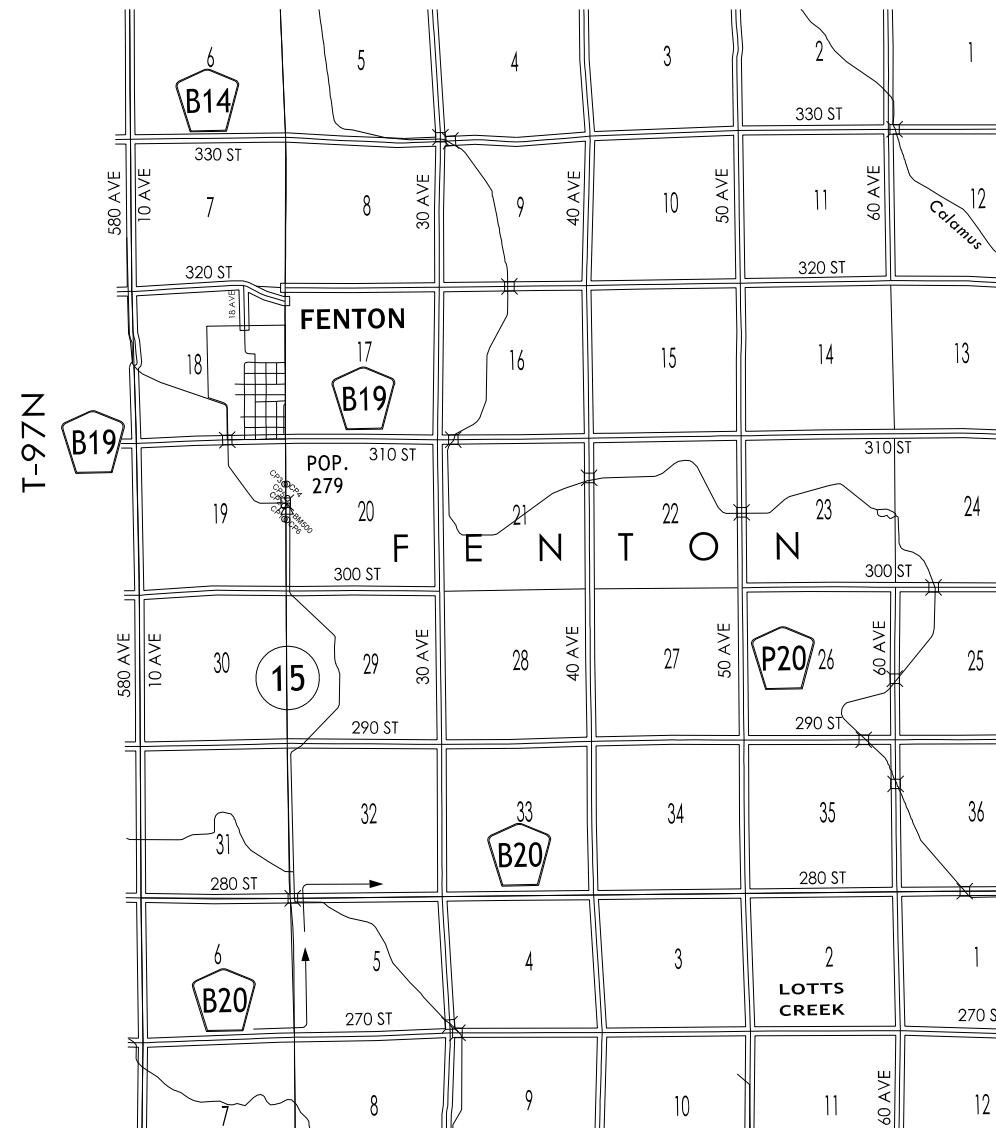 6 5 4 3 2 1
B14
330 ST
330 ST
580 AVE
10 AVE
30 AVE
40 AVE
50 AVE
60 AVE
7 8 9 10 11 12
Calamus
320 ST
320 ST
18 AVE
FENTON
18 17 16 15 14 13
B19
T-97N
B19
310 ST
310 ST
POP.
279
CP4
BM500
CP6
19 20 21 22 23 24
FENTON
300 ST
300 ST
580 AVE
10 AVE
30 AVE
40 AVE
50 AVE
60 AVE
30 29 28 27 26 25
15
P20
290 ST
290 ST
31 32 33 34 35 36
B20
280 ST
280 ST
6 5 4 3 2 1
B20
LOTTS
CREEK
270 ST
270 S
7 8 9 10 11 12
60 AVE